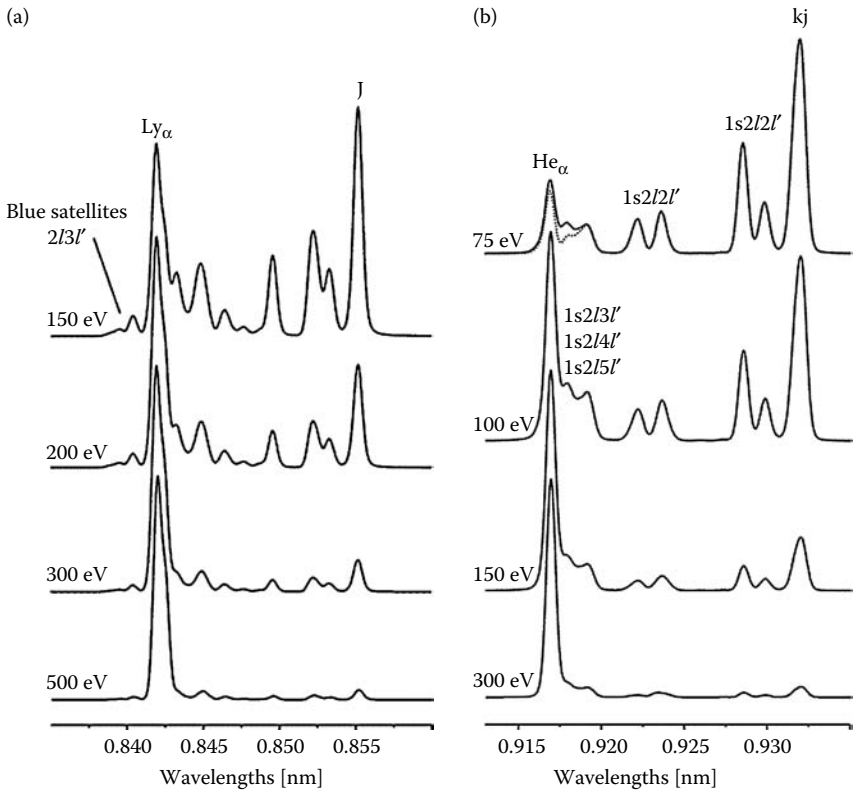 (a)
Ly_α
J
Blue satellites
2l3l′
150 eV
200 eV
300 eV
500 eV
0.840 0.845 0.850 0.855
Wavelengths [nm]
(b)
kj
He_α
1s2l2l′
1s2l2l′
75 eV
1s2l3l′
1s2l4l′
1s2l5l′
100 eV
150 eV
300 eV
0.915 0.920 0.925 0.930
Wavelengths [nm]